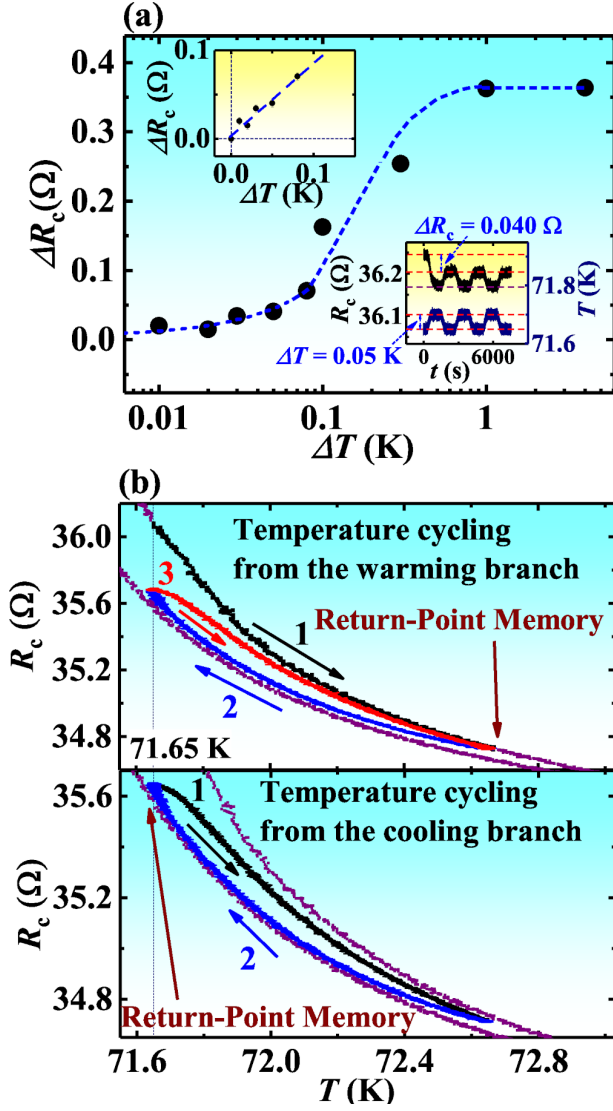 (a)
0.4
0.3
0.2
0.1
0.0
ΔRc(Ω)
0.01
0.1
1
ΔT (K)
0.1
0.0
ΔRc(Ω)
0.0
0.1
ΔT (K)
ΔRc = 0.040 Ω
36.2
36.1
Rc (Ω)
71.8
71.6
T (K)
ΔT = 0.05 K
0
6000
t (s)
(b)
36.0
35.6
35.2
34.8
Rc (Ω)
Temperature cycling
from the warming branch
3
1
Return-Point Memory
2
71.65 K
35.6
35.2
34.8
Rc (Ω)
1
Temperature cycling
from the cooling branch
2
Return-Point Memory
71.6
72.0
72.4
72.8
T (K)